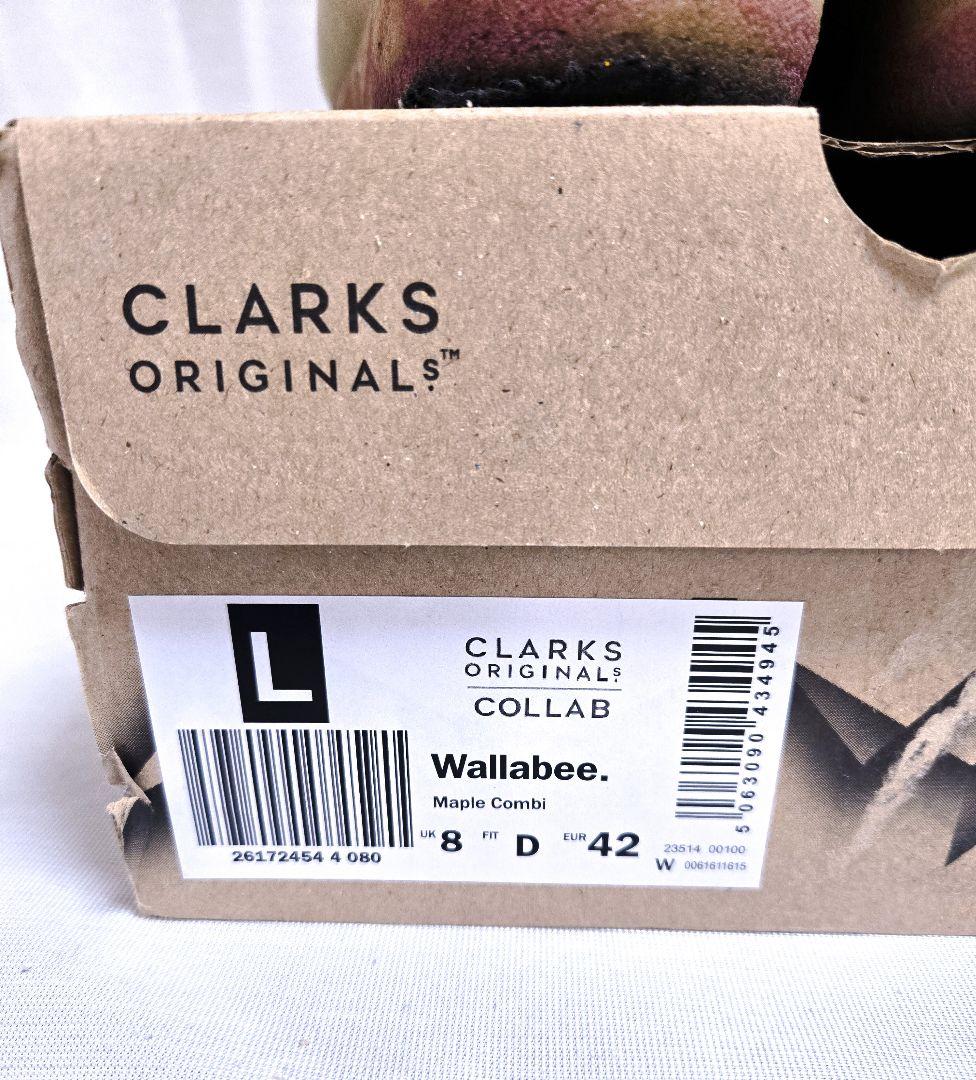 CLARKS
ORIGINALS™
L
CLARKS
ORIGINALS
COLLAB
Wallabee.
Maple Combi
UK 8 FIT D EUR 42
26172454 4 080
5 063090 434945
23514 00100
W 0061611615